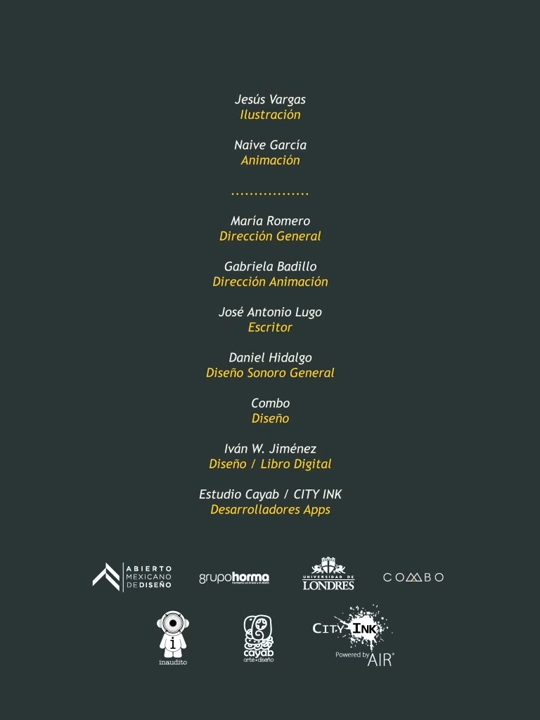 Jesús Vargas
Ilustración
Naive García
Animación
.................
María Romero
Dirección General
Gabriela Badillo
Dirección Animación
José Antonio Lugo
Escritor
Daniel Hidalgo
Diseño Sonoro General
Combo
Diseño
Iván W. Jiménez
Diseño / Libro Digital
Estudio Cayab / CITY INK
Desarrolladores Apps
ABIERTO
MEXICANO
DE DISEÑO
grupohorma
UNIVERSIDAD DE
LONDRES
COMBO
i
inaudito
cayab
arte+diseño
CITY INK
Powered by AIR